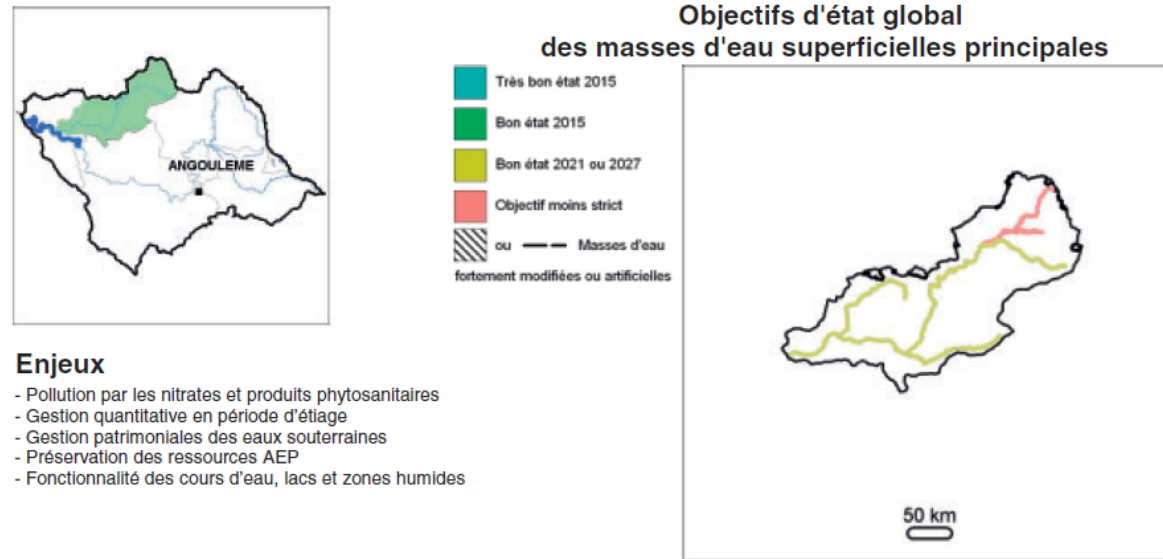 Objectifs d'état global
des masses d'eau superficielles principales
ANGOULEME
Très bon état 2015
Bon état 2015
Bon état 2021 ou 2027
Objectif moins strict
ou Masses d'eau
fortement modifiées ou artificielles
Enjeux
- Pollution par les nitrates et produits phytosanitaires
- Gestion quantitative en période d'étiage
- Gestion patrimoniales des eaux souterraines
- Préservation des ressources AEP
- Fonctionnalité des cours d'eau, lacs et zones humides
50 km